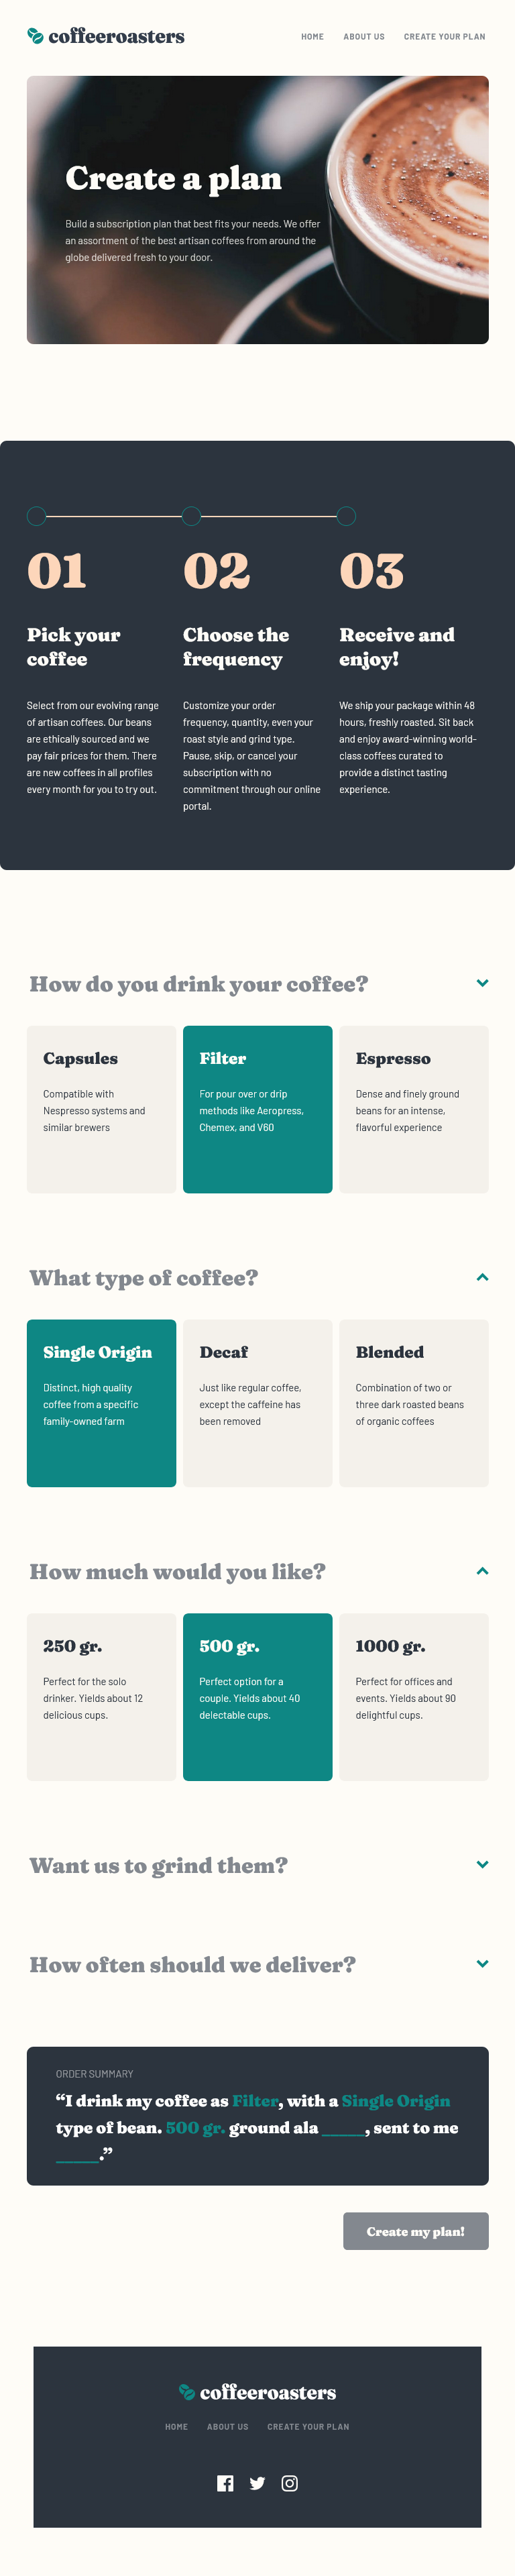 coffeeroasters
HOME ABOUT US CREATE YOUR PLAN
Create a plan
Build a subscription plan that best fits your needs. We offer
an assortment of the best artisan coffees from around the
globe delivered fresh to your door.
01
Pick your
coffee
Select from our evolving range
of artisan coffees. Our beans
are ethically sourced and we
pay fair prices for them. There
are new coffees in all profiles
every month for you to try out.
02
Choose the
frequency
Customize your order
frequency, quantity, even your
roast style and grind type.
Pause, skip, or cancel your
subscription with no
commitment through our online
portal.
03
Receive and
enjoy!
We ship your package within 48
hours, freshly roasted. Sit back
and enjoy award-winning world-
class coffees curated to
provide a distinct tasting
experience.
How do you drink your coffee?
Capsules
Compatible with
Nespresso systems and
similar brewers
Filter
For pour over or drip
methods like Aeropress,
Chemex, and V60
Espresso
Dense and finely ground
beans for an intense,
flavorful experience
What type of coffee?
Single Origin
Distinct, high quality
coffee from a specific
family-owned farm
Decaf
Just like regular coffee,
except the caffeine has
been removed
Blended
Combination of two or
three dark roasted beans
of organic coffees
How much would you like?
250 gr.
Perfect for the solo
drinker. Yields about 12
delicious cups.
500 gr.
Perfect option for a
couple. Yields about 40
delectable cups.
1000 gr.
Perfect for offices and
events. Yields about 90
delightful cups.
Want us to grind them?
How often should we deliver?
ORDER SUMMARY
“I drink my coffee as Filter, with a Single Origin
type of bean. 500 gr. ground ala _____, sent to me
_____.”
Create my plan!
coffeeroasters
HOME ABOUT US CREATE YOUR PLAN